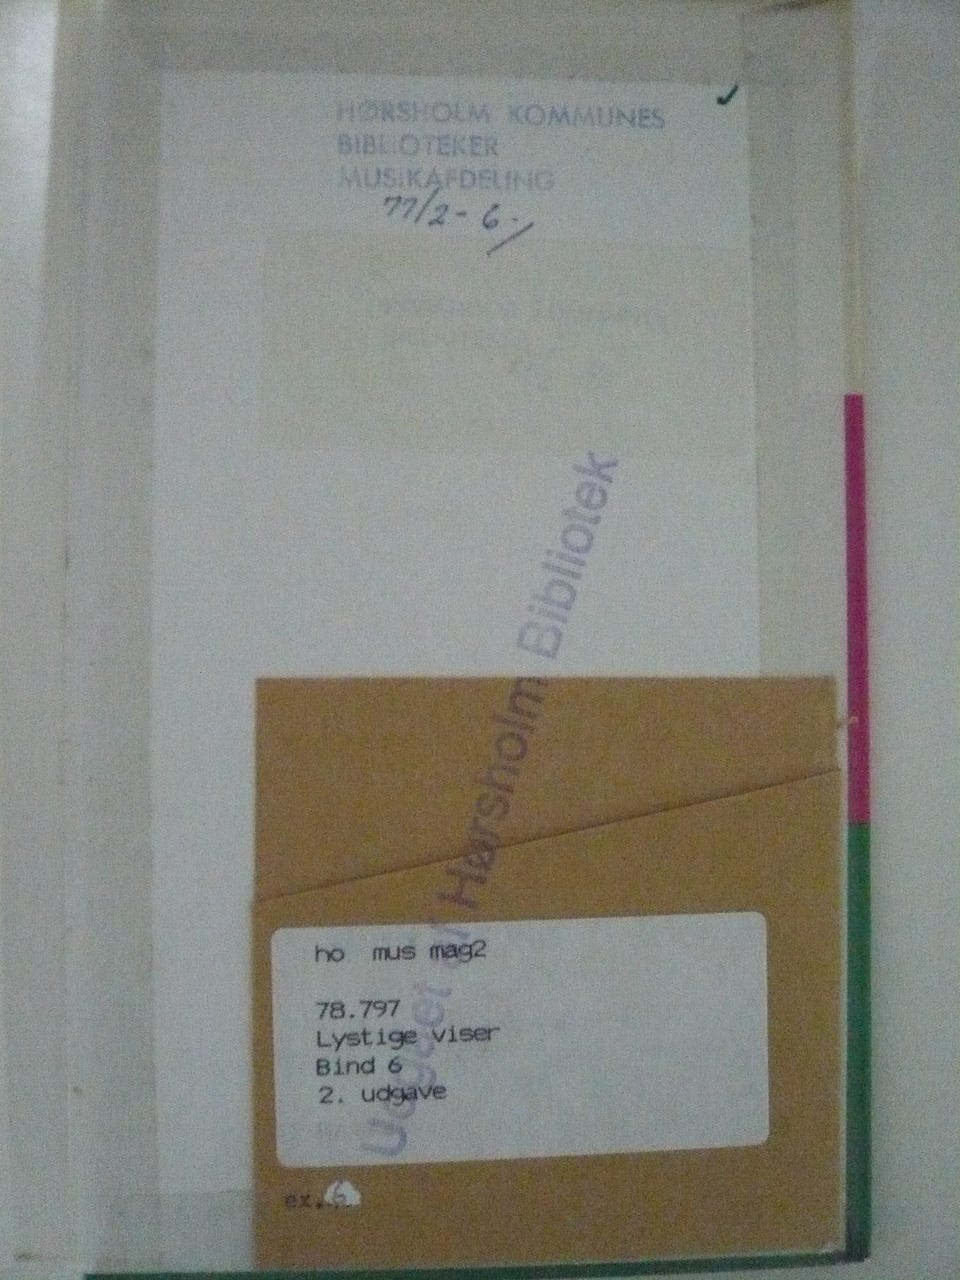 HØRSHOLM KOMMUNES
BIBLIOTEKER
MUSIKAFDELING
77/2 - 6.
Udgået af Hørsholm Bibliotek
ho mus mag2
78.797
Lystige viser
Bind 6
2. udgave
ex. 6